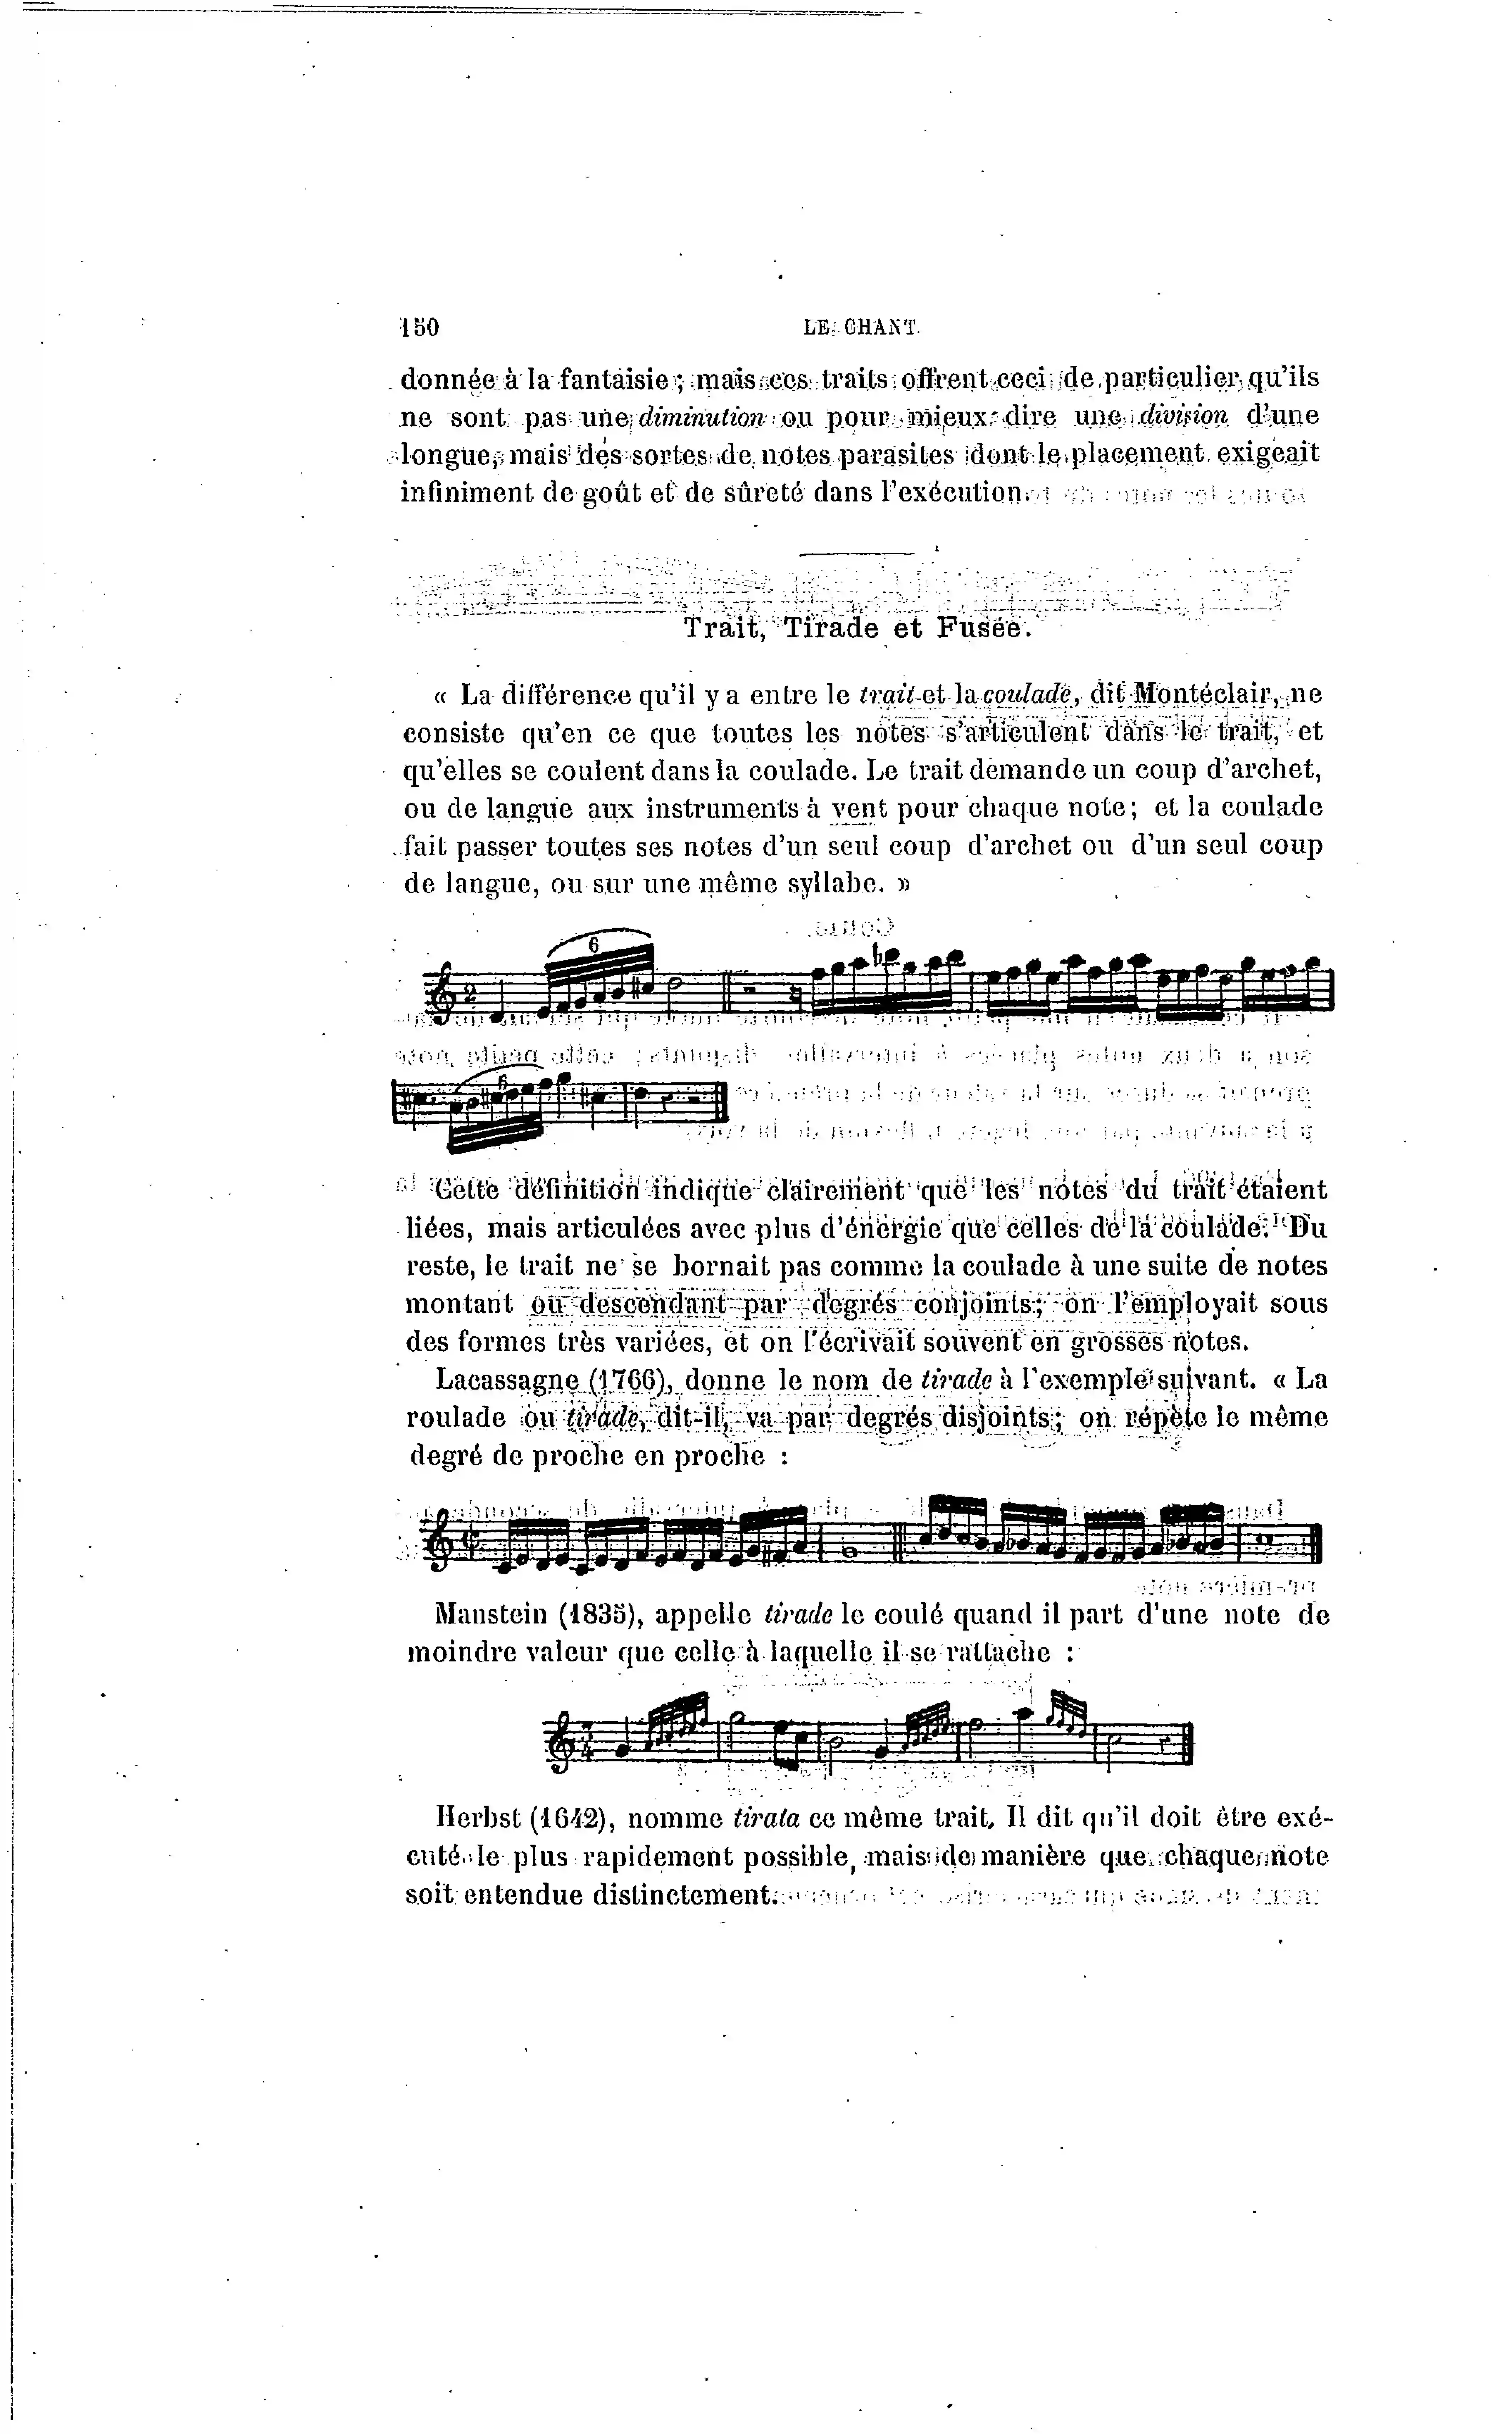 150
LE CHANT.
donnée à la fantaisie ; mais ces traits offrent ceci de particulier, qu'ils
ne sont pas une diminution ou pour mieux dire une division d'une
longue, mais des sortes de notes parasites dont le placement exigeait
infiniment de goût et de sûreté dans l'exécution.
Trait, Tirade et Fusée.
« La différence qu'il y a entre le trait et la coulade, dit Montéclair, ne
consiste qu'en ce que toutes les notes s'articulent dans le trait, et
qu'elles se coulent dans la coulade. Le trait demande un coup d'archet,
ou de langue aux instruments à vent pour chaque note; et la coulade
fait passer toutes ses notes d'un seul coup d'archet ou d'un seul coup
de langue, ou sur une même syllabe. »
6
2
6
Cette définition indique clairement que les notes du trait étaient
liées, mais articulées avec plus d'énergie que celles de la coulade. Du
reste, le trait ne se bornait pas comme la coulade à une suite de notes
montant ou descendant par degrés conjoints; on l'employait sous
des formes très variées, et on l'écrivait souvent en grosses notes.
Lacassagne (1766), donne le nom de tirade à l'exemple suivant. « La
roulade ou tirade, dit-il, va par degrés disjoints; on répète le même
degré de proche en proche :
Manstein (1835), appelle tirade le coulé quand il part d'une note de
moindre valeur que celle à laquelle il se rattache :
Herbst (1642), nomme tirata ce même trait. Il dit qu'il doit être exé-
cuté le plus rapidement possible, mais de manière que chaque note
soit entendue distinctement.